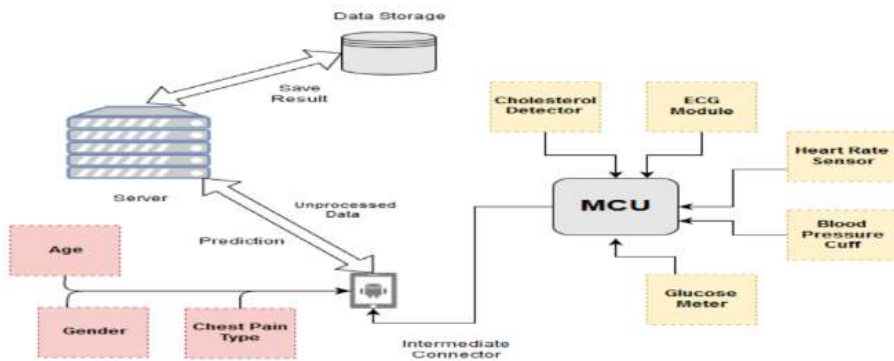 Data Storage
Save
Result
Server
Unprocessed
Data
Prediction
Age
Gender
Chest Pain
Type
Intermediate
Connector
Cholesterol
Detector
ECG
Module
Heart Rate
Sensor
MCU
Blood
Pressure
Cuff
Glucose
Meter